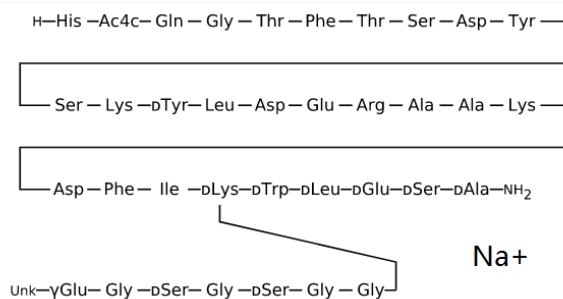 H—His—Ac4c—Gln—Gly—Thr—Phe—Thr—Ser—Asp—Tyr—
Ser—Lys—DTyr—Leu—Asp—Glu—Arg—Ala—Ala—Lys—
Asp—Phe—Ile—DLys—DTrp—DLeu—DGlu—DSer—DAla—NH2
Na+
Unk—γGlu—Gly—DSer—Gly—DSer—Gly—Gly